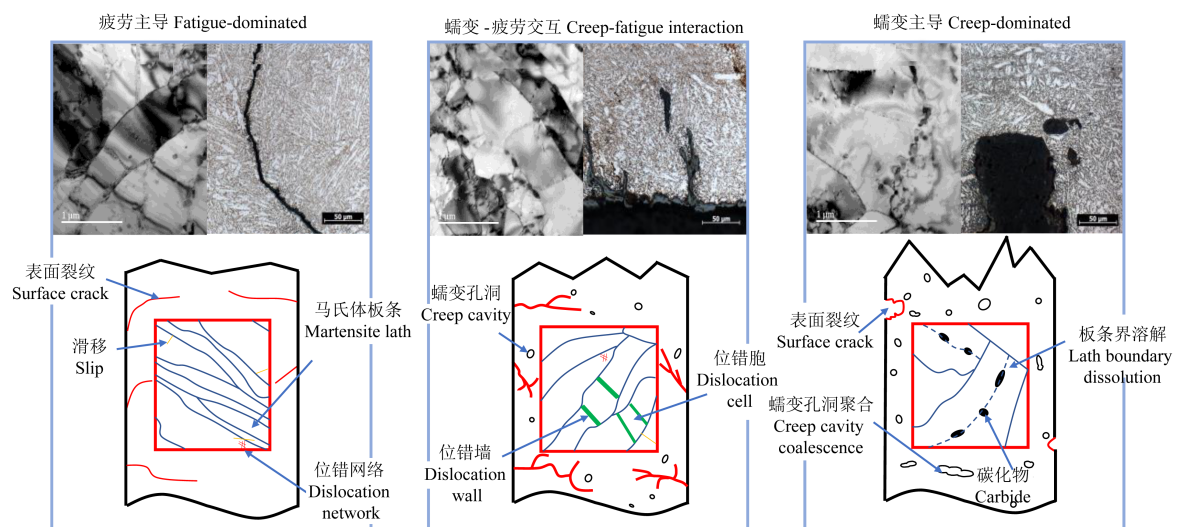 疲劳主导 Fatigue-dominated
蠕变 -疲劳交互 Creep-fatigue interaction
蠕变主导 Creep-dominated
1 μm
50 μm
1 μm
50 μm
1 μm
50 μm
表面裂纹
Surface crack
滑移
Slip
马氏体板条
Martensite lath
位错网络
Dislocation
network
蠕变孔洞
Creep cavity
位错胞
Dislocation
cell
位错墙
Dislocation
wall
表面裂纹
Surface crack
板条界溶解
Lath boundary
dissolution
蠕变孔洞聚合
Creep cavity
coalescence
碳化物
Carbide